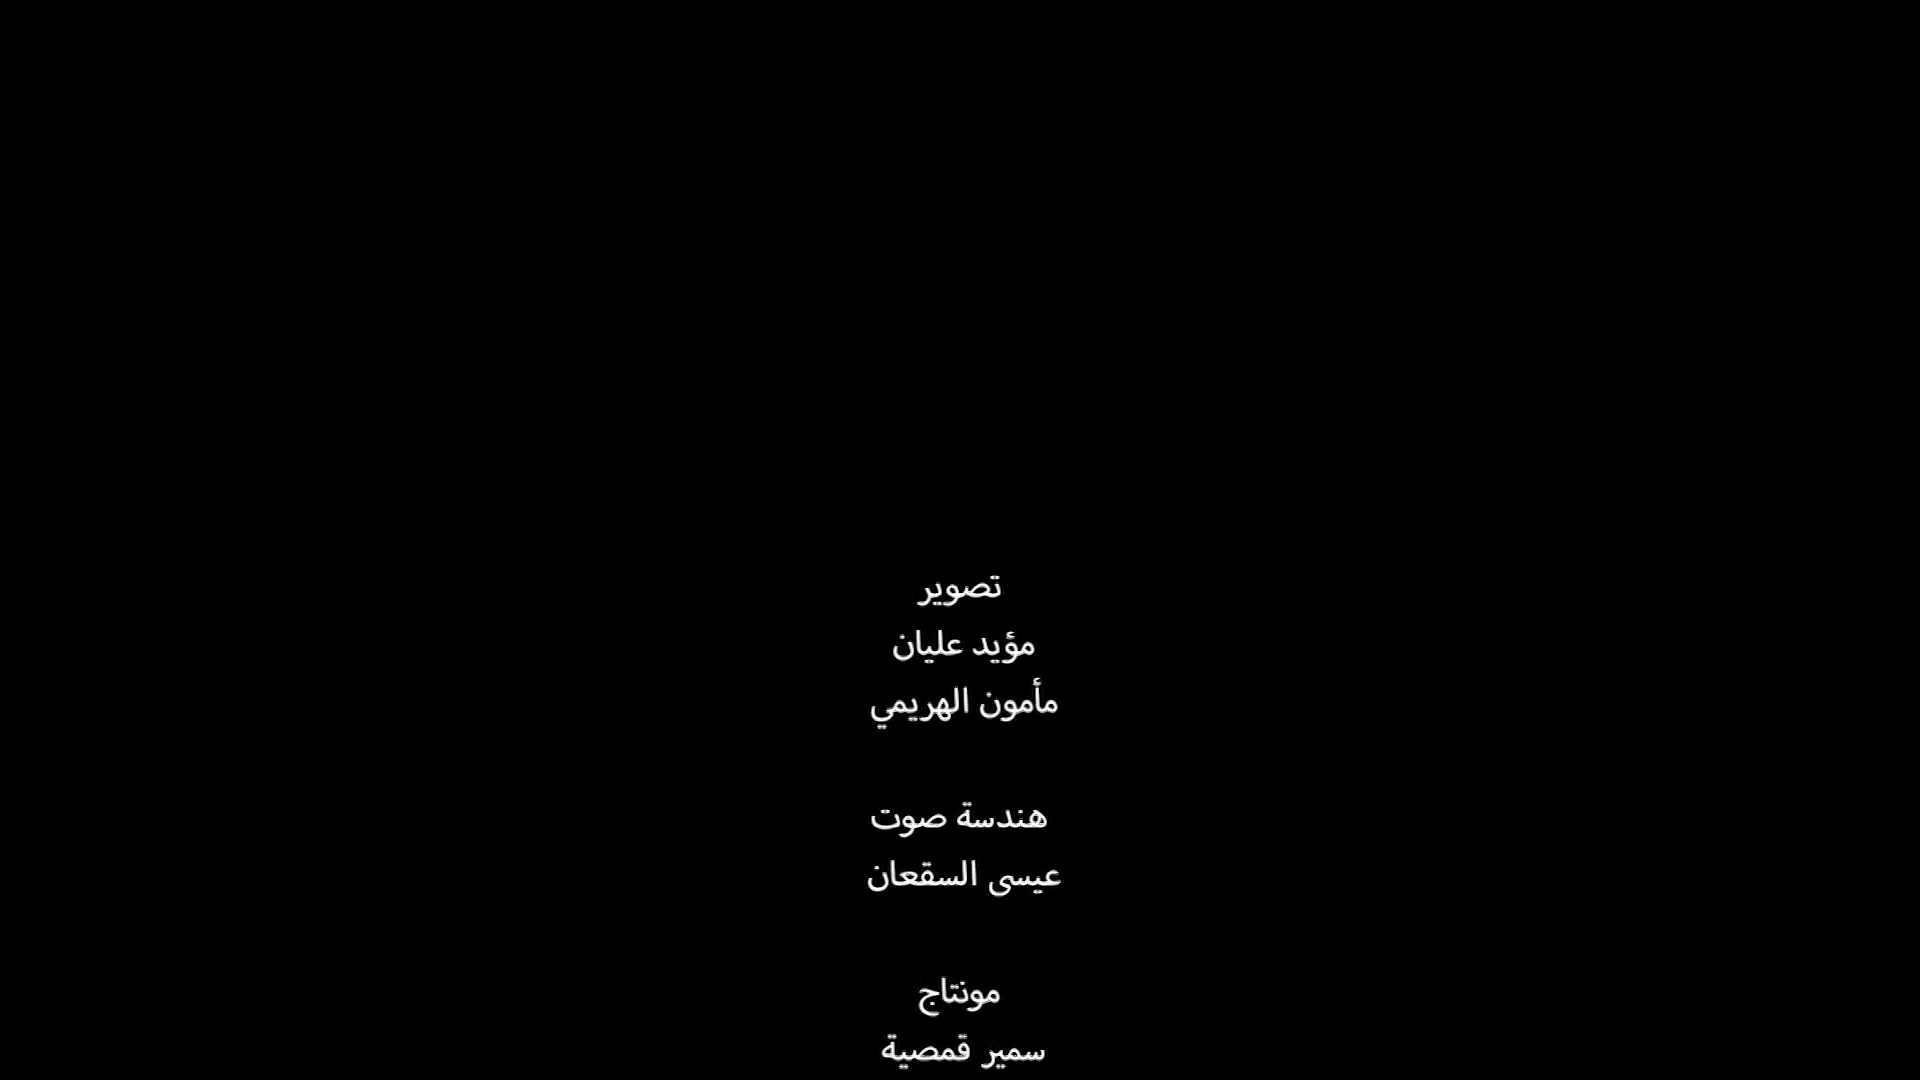 تصوير
مؤيد عليان
مأمون الهريمي
هندسة صوت
عيسى السقعان
مونتاج
سمير قمصية